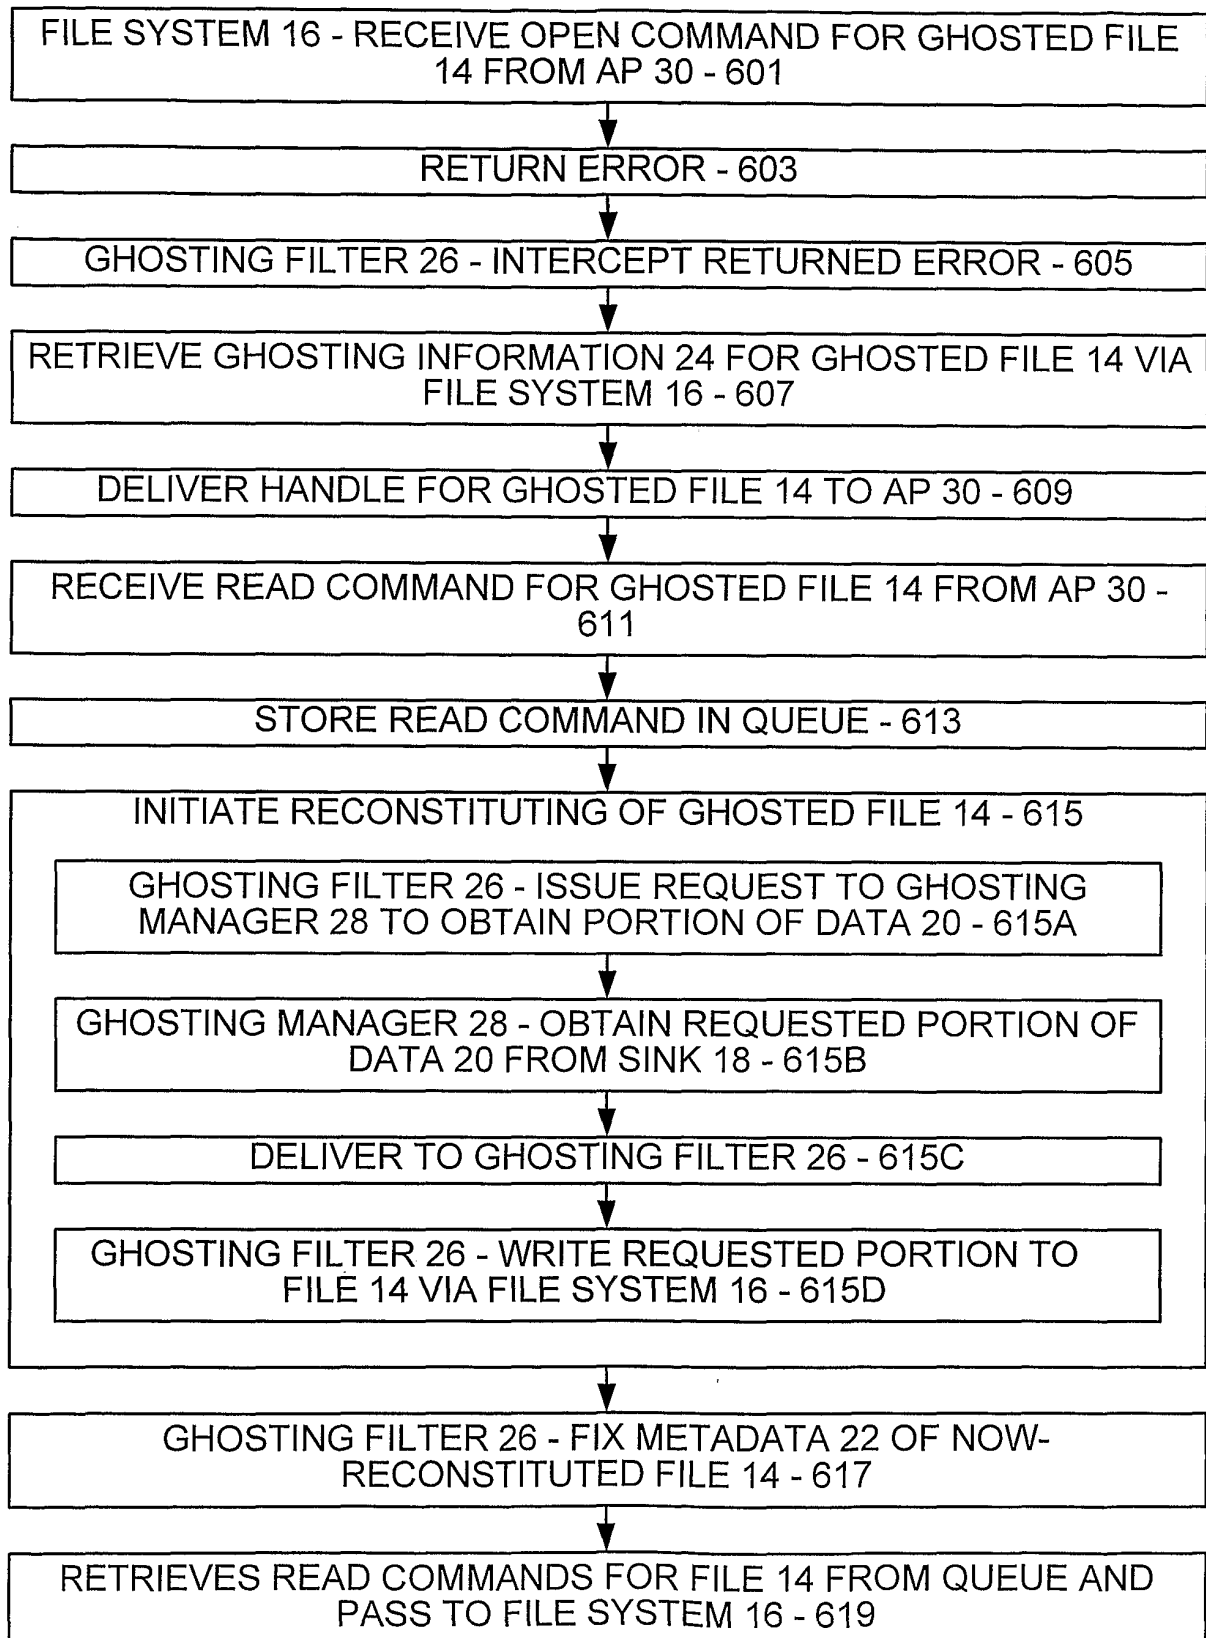 FILE SYSTEM 16 - RECEIVE OPEN COMMAND FOR GHOSTED FILE
14 FROM AP 30 - 601
RETURN ERROR - 603
GHOSTING FILTER 26 - INTERCEPT RETURNED ERROR - 605
RETRIEVE GHOSTING INFORMATION 24 FOR GHOSTED FILE 14 VIA
FILE SYSTEM 16 - 607
DELIVER HANDLE FOR GHOSTED FILE 14 TO AP 30 - 609
RECEIVE READ COMMAND FOR GHOSTED FILE 14 FROM AP 30 -
611
STORE READ COMMAND IN QUEUE - 613
INITIATE RECONSTITUTING OF GHOSTED FILE 14 - 615
GHOSTING FILTER 26 - ISSUE REQUEST TO GHOSTING
MANAGER 28 TO OBTAIN PORTION OF DATA 20 - 615A
GHOSTING MANAGER 28 - OBTAIN REQUESTED PORTION OF
DATA 20 FROM SINK 18 - 615B
DELIVER TO GHOSTING FILTER 26 - 615C
GHOSTING FILTER 26 - WRITE REQUESTED PORTION TO
FILE 14 VIA FILE SYSTEM 16 - 615D
GHOSTING FILTER 26 - FIX METADATA 22 OF NOW-
RECONSTITUTED FILE 14 - 617
RETRIEVES READ COMMANDS FOR FILE 14 FROM QUEUE AND
PASS TO FILE SYSTEM 16 - 619